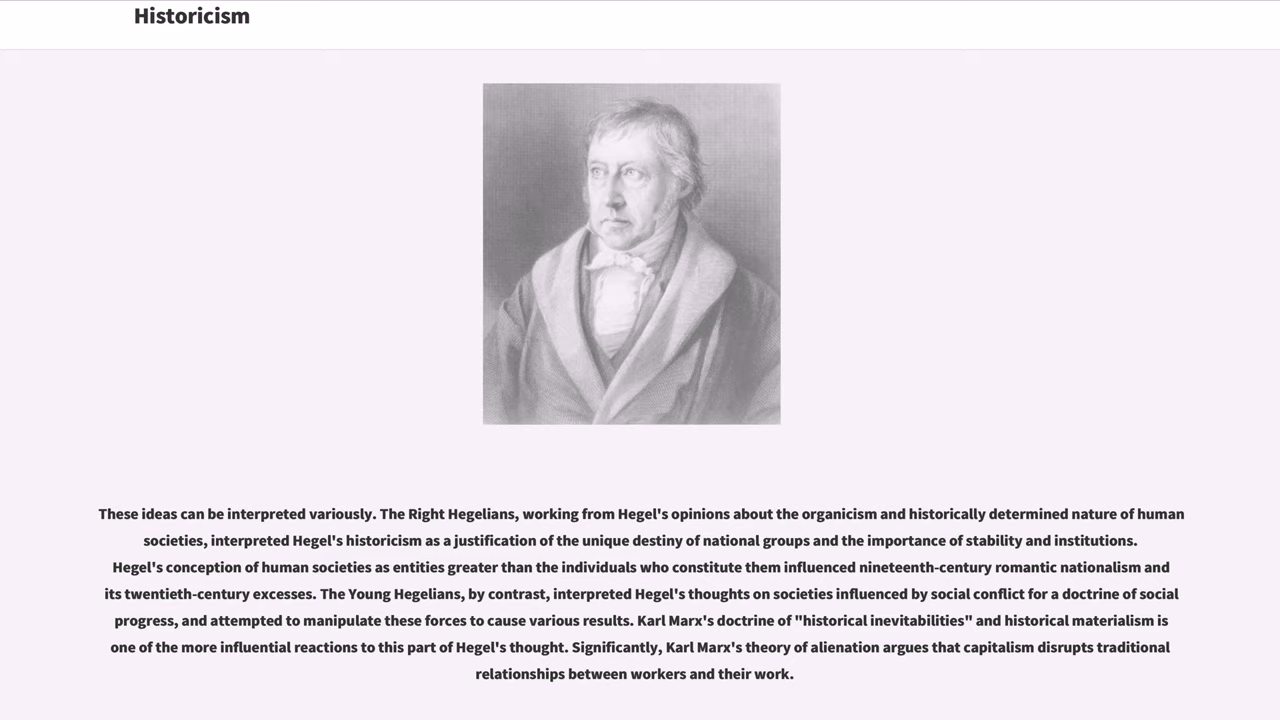 Historicism
These ideas can be interpreted variously. The Right Hegelians, working from Hegel's opinions about the organicism and historically determined nature of human
societies, interpreted Hegel's historicism as a justification of the unique destiny of national groups and the importance of stability and institutions.
Hegel's conception of human societies as entities greater than the individuals who constitute them influenced nineteenth-century romantic nationalism and
its twentieth-century excesses. The Young Hegelians, by contrast, interpreted Hegel's thoughts on societies influenced by social conflict for a doctrine of social
progress, and attempted to manipulate these forces to cause various results. Karl Marx's doctrine of "historical inevitabilities" and historical materialism is
one of the more influential reactions to this part of Hegel's thought. Significantly, Karl Marx's theory of alienation argues that capitalism disrupts traditional
relationships between workers and their work.